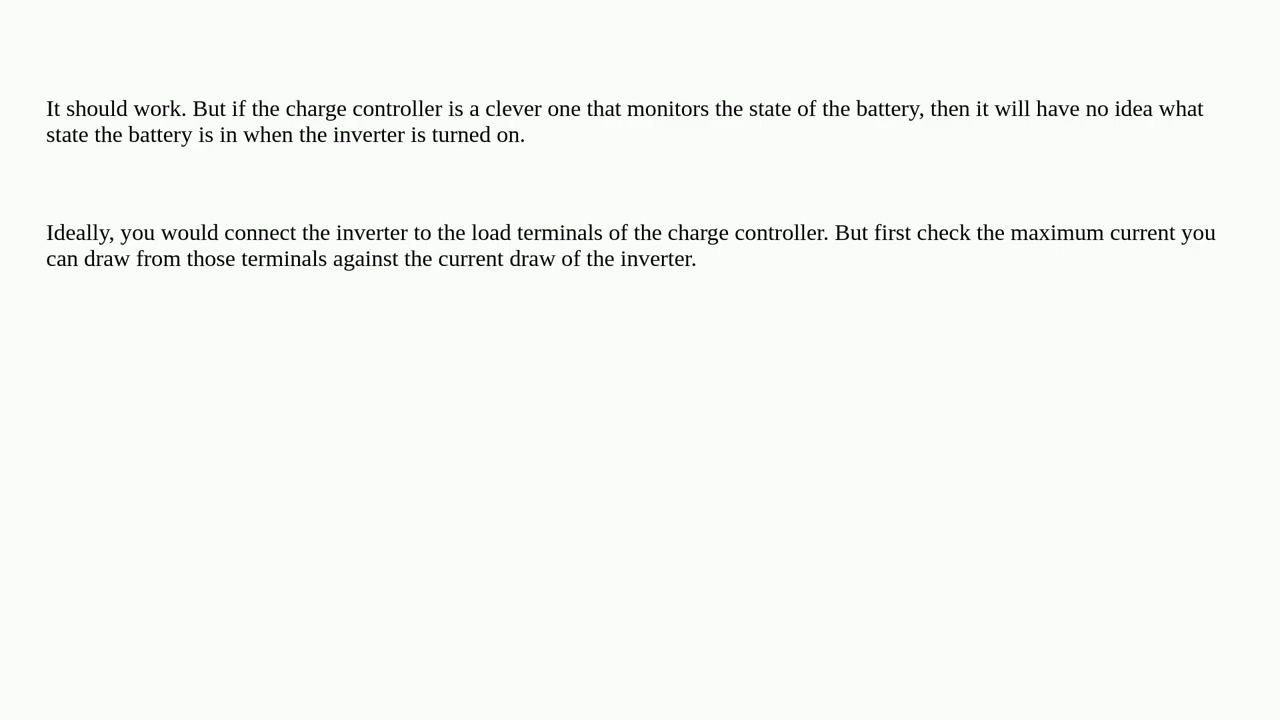 It should work. But if the charge controller is a clever one that monitors the state of the battery, then it will have no idea what
state the battery is in when the inverter is turned on.
Ideally, you would connect the inverter to the load terminals of the charge controller. But first check the maximum current you
can draw from those terminals against the current draw of the inverter.